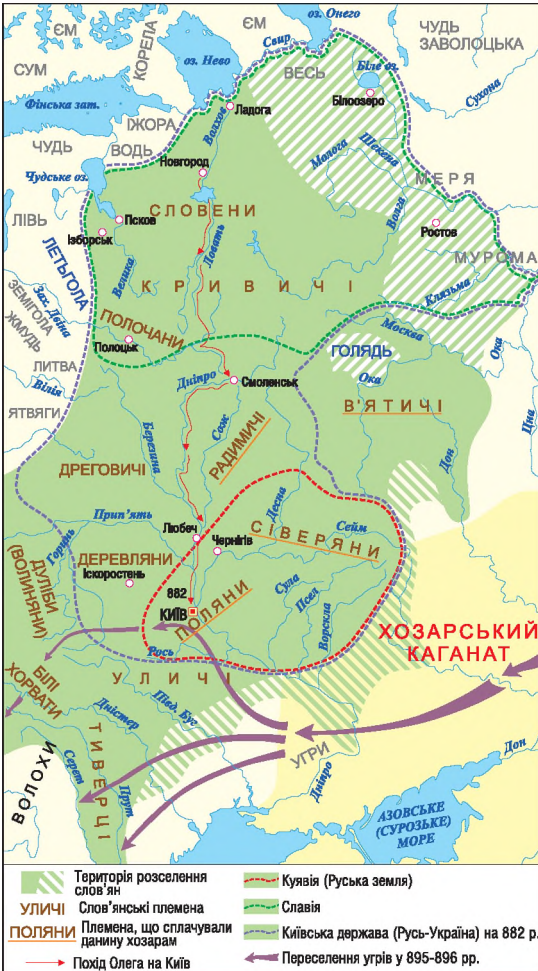 ЄМ
ЄМ
оз. Онего
ЧУДЬ
ЗАВОЛОЦЬКА
СУМ
КОРЕЛА
оз. Нево
Свир
ВЕСЬ
Біле оз.
Білоозеро
Сухона
Фінська зат.
ІЖОРА
Ладога
Волхов
ЧУДЬ
ВОДЬ
Новгород
Молога
Шексна
Чудське оз.
МЕРЯ
ЛІВЬ
Псков
СЛОВЕНИ
Волга
Ростов
Ізборськ
ЛЕТЬГОЛА
Ловать
МУРОМА
Велика
КРИВИЧІ
Клязьма
ЗЕМІГОЛА
Зах. Двіна
ПОЛОЧАНИ
Москва
Ока
ЖМУДЬ
Полоцьк
ГОЛЯДЬ
ЛИТВА
Вілія
Дніпро
Смоленськ
Ока
Цна
ЯТВЯГИ
В'ЯТИЧІ
Березина
Сож
РАДИМИЧІ
Дон
ДРЕГОВИЧІ
Десна
Прип'ять
Любеч
СІВЕРЯНИ
Сейм
Горинь
Чернігів
ДЕРЕВЛЯНИ
Іскоростень
ДУЛІБИ
(ВОЛИНЯНИ)
882
КИЇВ
ПОЛЯНИ
Сула
Псел
Ворскла
ХОЗАРСЬКИЙ
КАГАНАТ
Рось
БІЛІ
ХОРВАТИ
УЛИЧІ
Дністер
Півд. Буг
ТИВЕРЦІ
УГРИ
ВОЛОХИ
Серет
Прут
Дніпро
Дон
АЗОВСЬКЕ
(СУРОЗЬКЕ)
МОРЕ
Територія розселення
слов'ян
УЛИЧІ Слов'янські племена
ПОЛЯНИ Племена, що сплачували
данину хозарам
Похід Олега на Київ
Куявія (Руська земля)
Славія
Київська держава (Русь-Україна) на 882 р.
Переселення угрів у 895-896 рр.